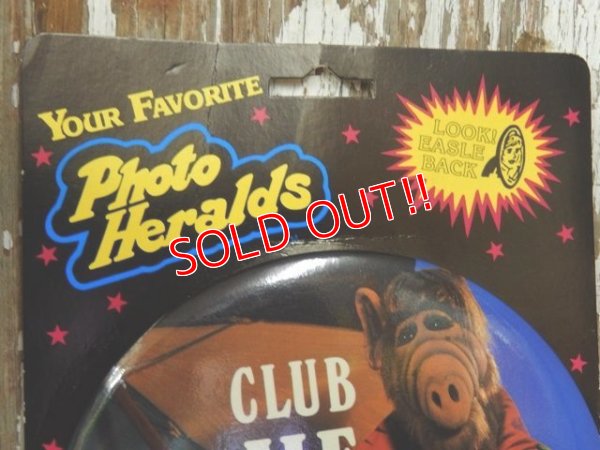 YOUR FAVORITE
Photo
Heralds
LOOK!
EASLE
BACK
SOLD OUT!!
CLUB